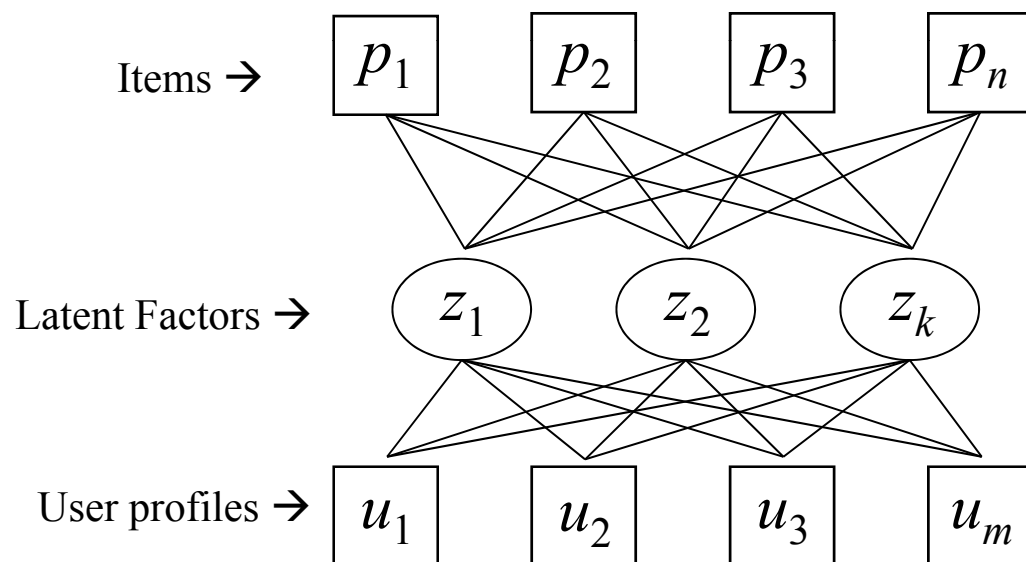 Items → p₁ p₂ p₃ pₙ
Latent Factors → z₁ z₂ zₖ
User profiles → u₁ u₂ u₃ uₘ